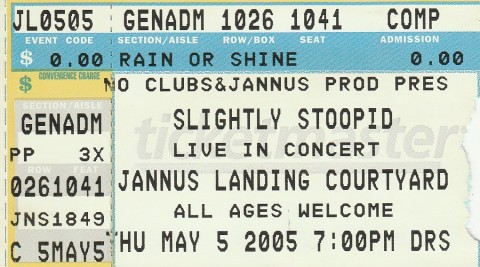 JL0505 GENADM 1026 1041 COMP
EVENT CODE SECTION/AISLE ROW/BOX SEAT ADMISSION
$ 0.00 RAIN OR SHINE 0.00
$ CONVENIENCE CHARGE NO CLUBS&JANNUS PROD PRES
SECTION/AISLE
GENADM SLIGHTLY STOOPID
ticketmaster
PP 3X LIVE IN CONCERT
ROW SEAT
0261041 JANNUS LANDING COURTYARD
JNS1849 ALL AGES WELCOME
C 5MAY5 THU MAY 5 2005 7:00PM DRS